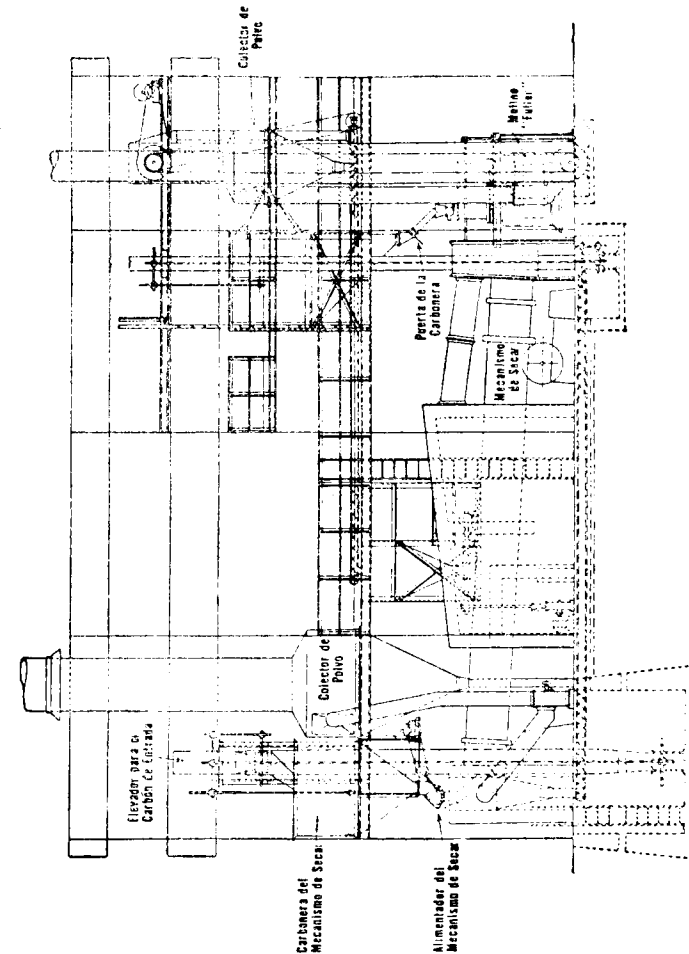 Colector de
Polvo
Molino
"Fuller"
Puerta de la
Carbonera
Mecanismo
de Secar
Colector de
Polvo
Elevador para el
Carbón de Entrada
Carbonera del
Mecanismo de Secar
Alimentador del
Mecanismo de Secar